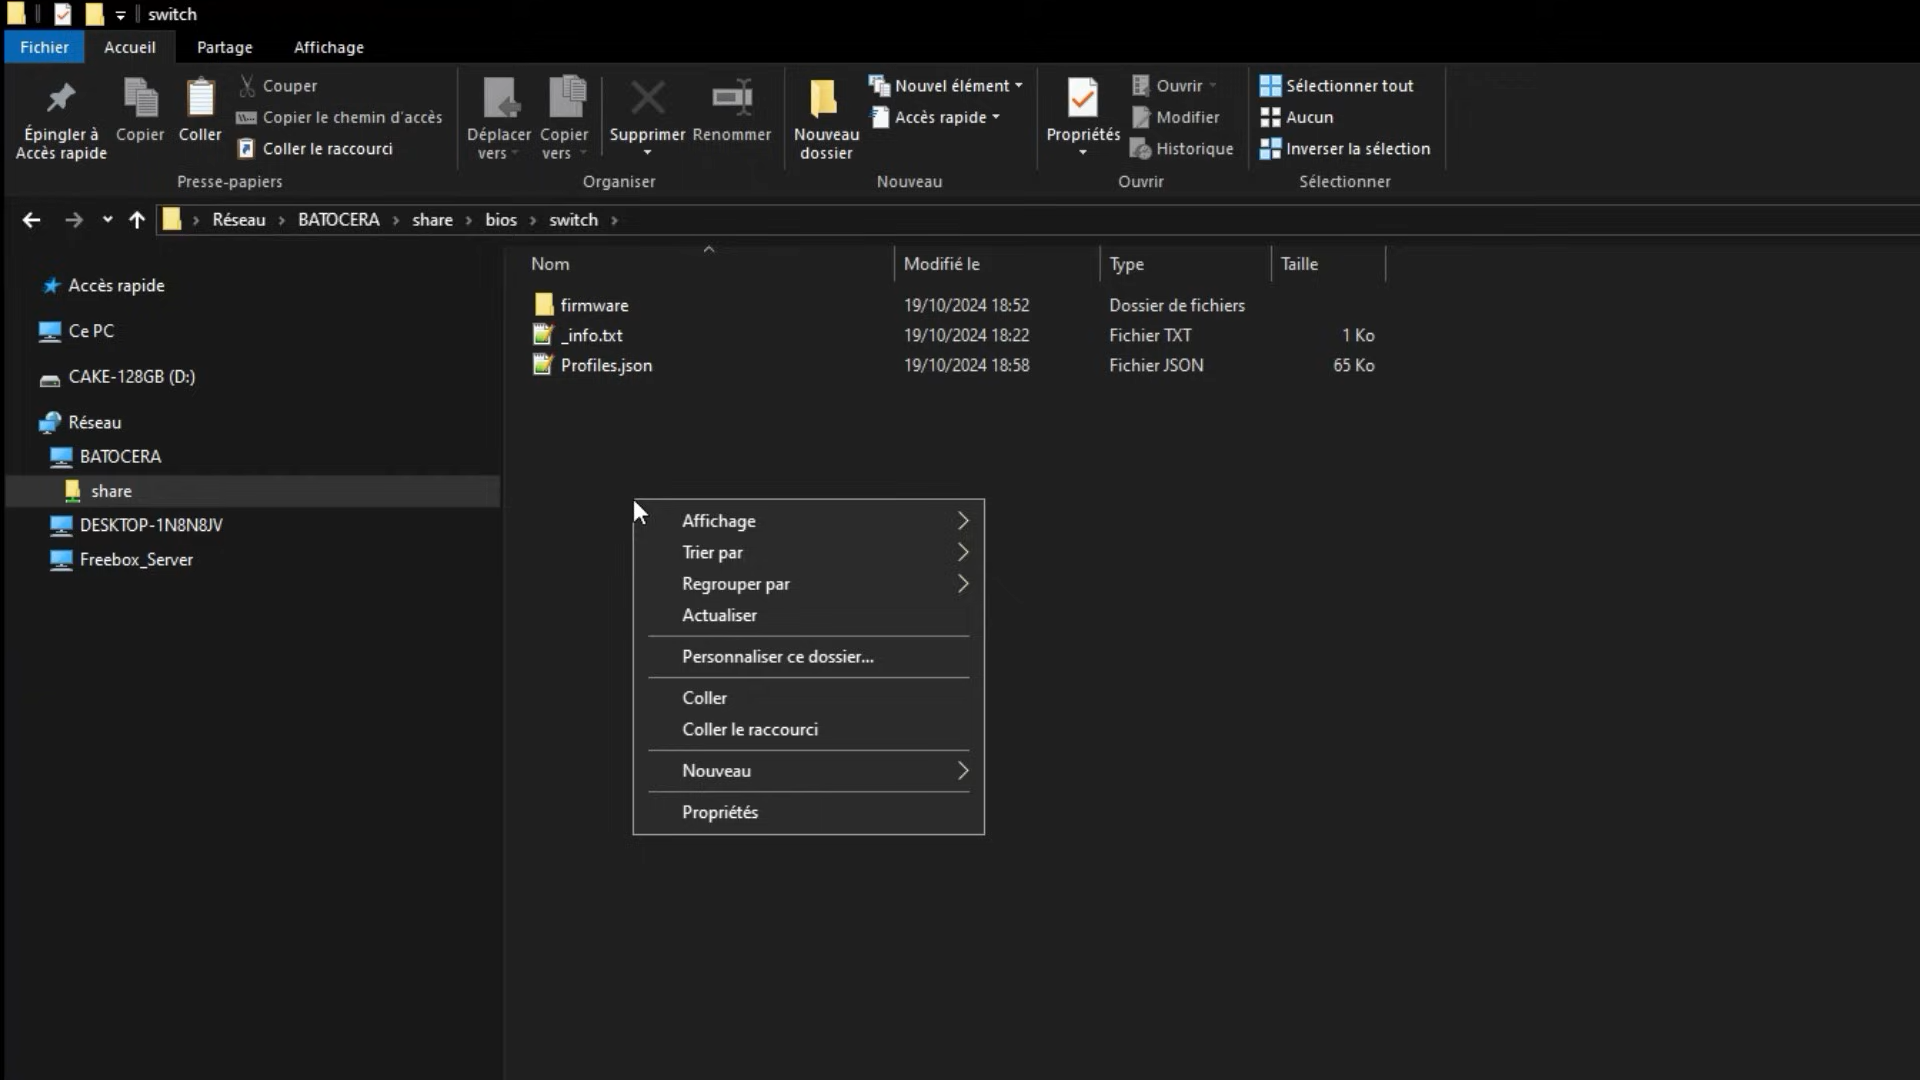 switch
Fichier Accueil Partage Affichage
Épingler à Accès rapide
Copier
Coller
Couper
Copier le chemin d'accès
Coller le raccourci
Presse-papiers
Déplacer vers
Copier vers
Supprimer
Renommer
Organiser
Nouveau dossier
Nouvel élément
Accès rapide
Nouveau
Propriétés
Ouvrir
Modifier
Historique
Ouvrir
Sélectionner tout
Aucun
Inverser la sélection
Sélectionner
Réseau > BATOCERA > share > bios > switch >
Accès rapide
Ce PC
CAKE-128GB (D:)
Réseau
BATOCERA
share
DESKTOP-1N8N8JV
Freebox_Server
Nom Modifié le Type Taille
firmware 19/10/2024 18:52 Dossier de fichiers
_info.txt 19/10/2024 18:22 Fichier TXT 1 Ko
Profiles.json 19/10/2024 18:58 Fichier JSON 65 Ko
Affichage
Trier par
Regrouper par
Actualiser
Personnaliser ce dossier...
Coller
Coller le raccourci
Nouveau
Propriétés